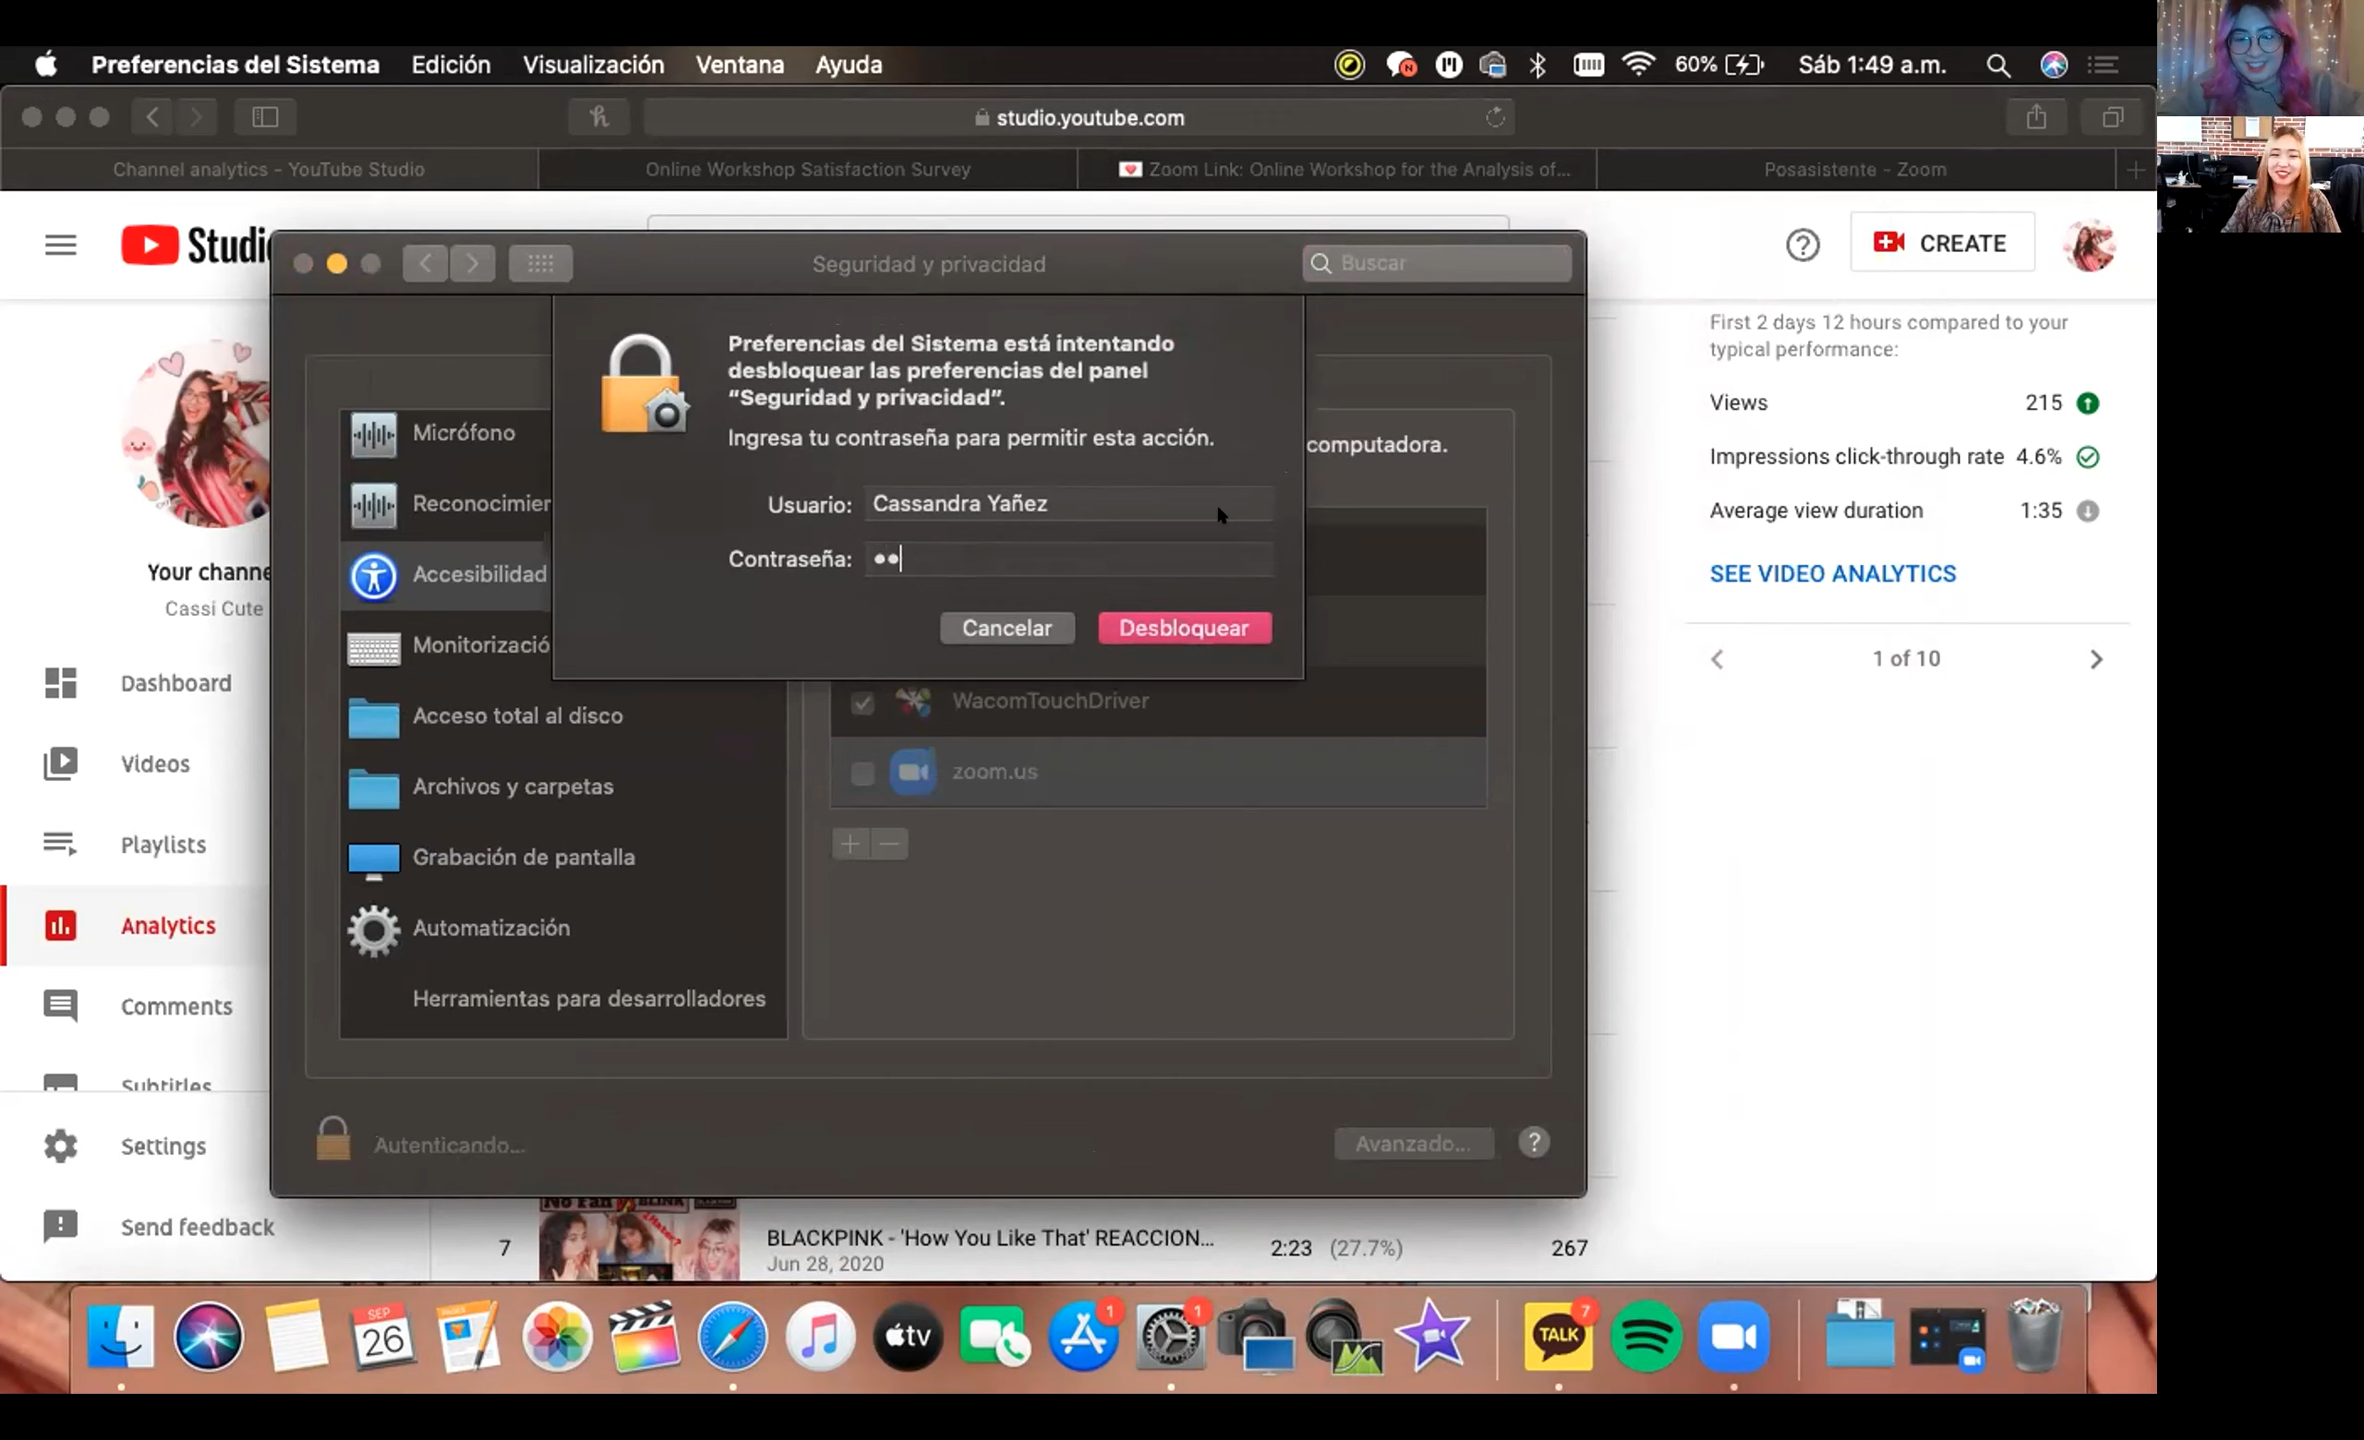 Preferencias del Sistema Edición Visualización Ventana Ayuda 60% Sáb 1:49 a.m.
studio.youtube.com
Channel analytics - YouTube Studio Online Workshop Satisfaction Survey Zoom Link: Online Workshop for the Analysis of... Posasistente - Zoom
Studi
CREATE
Seguridad y privacidad
Buscar
Preferencias del Sistema está intentando
desbloquear las preferencias del panel
“Seguridad y privacidad”.
Ingresa tu contraseña para permitir esta acción.
Usuario: Cassandra Yañez
Contraseña: ●●
Cancelar Desbloquear
computadora.
Micrófono
Reconocimien
Accesibilidad
Monitorizació
Acceso total al disco
Archivos y carpetas
Grabación de pantalla
Automatización
Herramientas para desarrolladores
WacomTouchDriver
zoom.us
Autenticando...
Avanzado... ?
Your channe
Cassi Cute
Dashboard
Videos
Playlists
Analytics
Comments
Subtitles
Settings
Send feedback
First 2 days 12 hours compared to your
typical performance:
Views 215
Impressions click-through rate 4.6%
Average view duration 1:35
SEE VIDEO ANALYTICS
1 of 10
7 BLACKPINK - 'How You Like That' REACCION... 2:23 (27.7%) 267
Jun 28, 2020
SEP
26
PAGES
tv
1
1
TALK
7